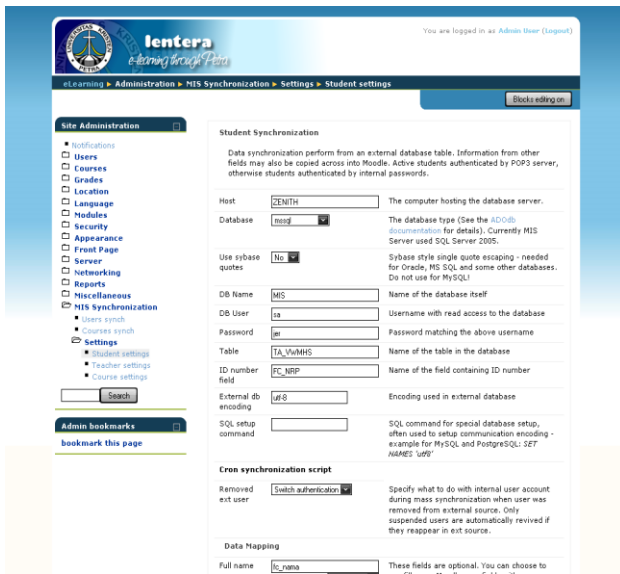 You are logged in as Admin User (Logout)
UNIVERSITAS KRISTEN
PETRA
lentera
e-learning through Petra
eLearning ► Administration ► MIS Synchronization ► Settings ► Student settings
Blocks editing on
Site Administration
Notifications
Users
Courses
Grades
Location
Language
Modules
Security
Appearance
Front Page
Server
Networking
Reports
Miscellaneous
MIS Synchronization
Users synch
Courses synch
Settings
Student settings
Teacher settings
Course settings
Search
Admin bookmarks
bookmark this page
Student Synchronization
Data synchronization perform from an external database table. Information from other
fields may also be copied across into Moodle. Active students authenticated by POP3 server,
otherwise students authenticated by internal passwords.
Host ZENITH The computer hosting the database server.
Database mssql The database type (See the ADOdb
documentation for details). Currently MIS
Server used SQL Server 2005.
Use sybase quotes No Sybase style single quote escaping - needed
for Oracle, MS SQL and some other databases.
Do not use for MySQL!
DB Name MIS Name of the database itself
DB User sa Username with read access to the database
Password jer Password matching the above username
Table TA_VWMHS Name of the table in the database
ID number field FC_NRP Name of the field containing ID number
External db encoding utf-8 Encoding used in external database
SQL setup command SQL command for special database setup,
often used to setup communication encoding -
example for MySQL and PostgreSQL: SET
NAMES 'utf8'
Cron synchronization script
Removed ext user Switch authentication Specify what to do with internal user account
during mass synchronization when user was
removed from external source. Only
suspended users are automatically revived if
they reappear in ext source.
Data Mapping
Full name fc_nama These fields are optional. You can choose to